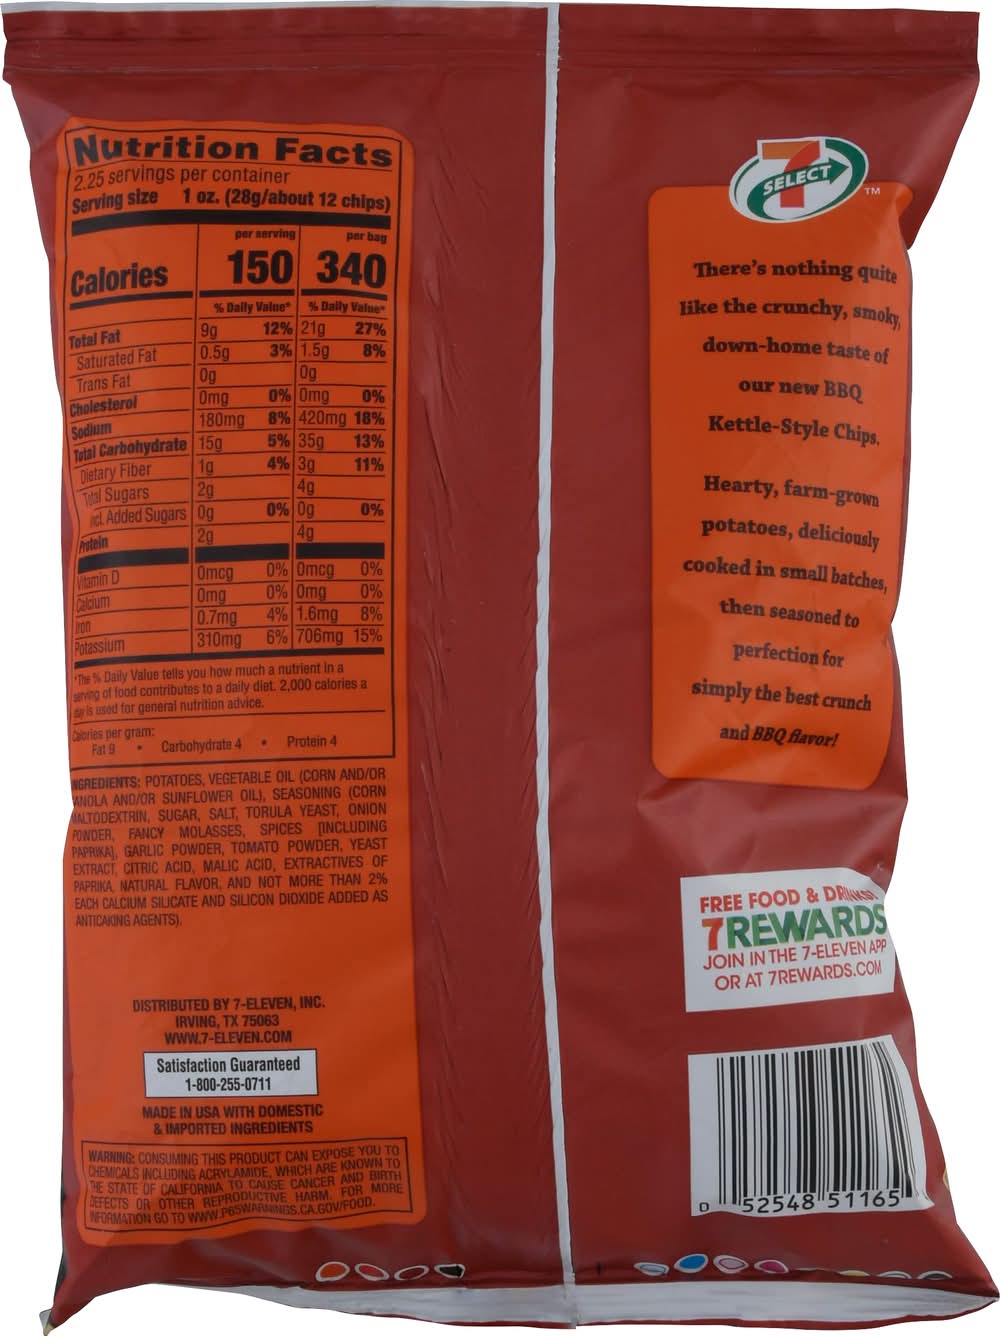 Nutrition Facts
2.25 servings per container
Serving size 1 oz. (28g/about 12 chips)
per serving per bag
Calories 150 340
% Daily Value* % Daily Value*
Total Fat 9g 12% 21g 27%
Saturated Fat 0.5g 3% 1.5g 8%
Trans Fat 0g 0g
Cholesterol 0mg 0% 0mg 0%
Sodium 180mg 8% 420mg 18%
Total Carbohydrate 15g 5% 35g 13%
Dietary Fiber 1g 4% 3g 11%
Total Sugars 2g 4g
Incl. Added Sugars 0g 0% 0g 0%
Protein 2g 4g
Vitamin D 0mcg 0% 0mcg 0%
Calcium 0mg 0% 0mg 0%
Iron 0.7mg 4% 1.6mg 8%
Potassium 310mg 6% 706mg 15%
*The % Daily Value tells you how much a nutrient in a
serving of food contributes to a daily diet. 2,000 calories a
day is used for general nutrition advice.
Calories per gram:
Fat 9 • Carbohydrate 4 • Protein 4
INGREDIENTS: POTATOES, VEGETABLE OIL (CORN AND/OR
CANOLA AND/OR SUNFLOWER OIL), SEASONING (CORN
MALTODEXTRIN, SUGAR, SALT, TORULA YEAST, ONION
POWDER, FANCY MOLASSES, SPICES [INCLUDING
PAPRIKA], GARLIC POWDER, TOMATO POWDER, YEAST
EXTRACT, CITRIC ACID, MALIC ACID, EXTRACTIVES OF
PAPRIKA, NATURAL FLAVOR, AND NOT MORE THAN 2%
EACH CALCIUM SILICATE AND SILICON DIOXIDE ADDED AS
ANTICAKING AGENTS).
DISTRIBUTED BY 7-ELEVEN, INC.
IRVING, TX 75063
WWW.7-ELEVEN.COM
Satisfaction Guaranteed
1-800-255-0711
MADE IN USA WITH DOMESTIC
& IMPORTED INGREDIENTS
WARNING: CONSUMING THIS PRODUCT CAN EXPOSE YOU TO
CHEMICALS INCLUDING ACRYLAMIDE, WHICH ARE KNOWN TO
THE STATE OF CALIFORNIA TO CAUSE CANCER AND BIRTH
DEFECTS OR OTHER REPRODUCTIVE HARM. FOR MORE
INFORMATION GO TO WWW.P65WARNINGS.CA.GOV/FOOD.
7 SELECT TM
There's nothing quite
like the crunchy, smoky,
down-home taste of
our new BBQ
Kettle-Style Chips.
Hearty, farm-grown
potatoes, deliciously
cooked in small batches,
then seasoned to
perfection for
simply the best crunch
and BBQ flavor!
FREE FOOD & DRINKS!
7REWARDS
JOIN IN THE 7-ELEVEN APP
OR AT 7REWARDS.COM
0 52548 51165